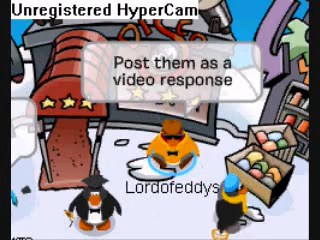 Unregistered HyperCam
Post them as a
video response
Lordofeddys